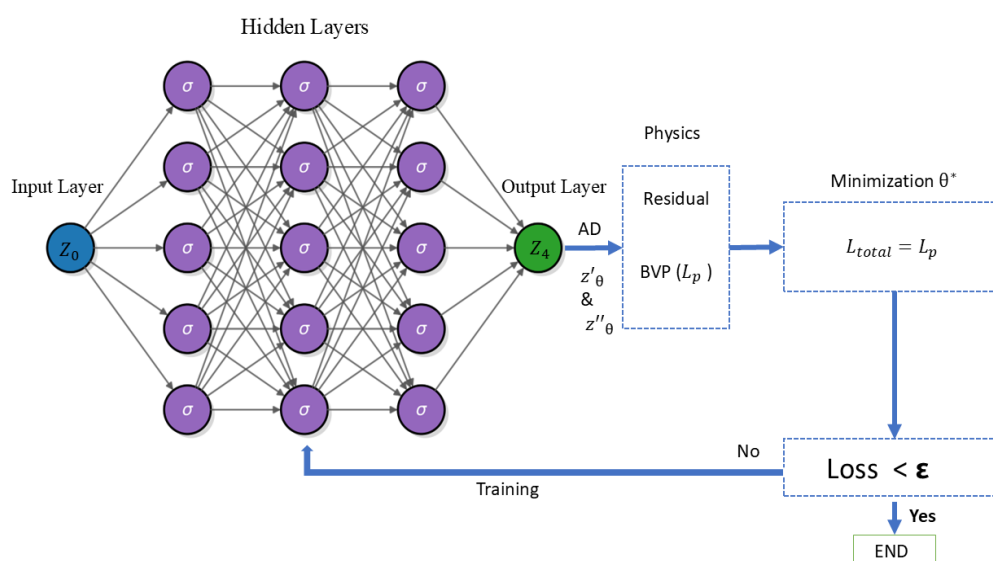 Hidden Layers
Input Layer
Z₀
σ σ σ
σ σ σ
σ σ σ
σ σ σ
σ σ σ
Output Layer
Z₄
AD
z′θ
&
z′′θ
Physics
Residual
BVP (Lₚ )
Minimization θ*
L_total = Lₚ
Loss < ε
No
Training
Yes
END